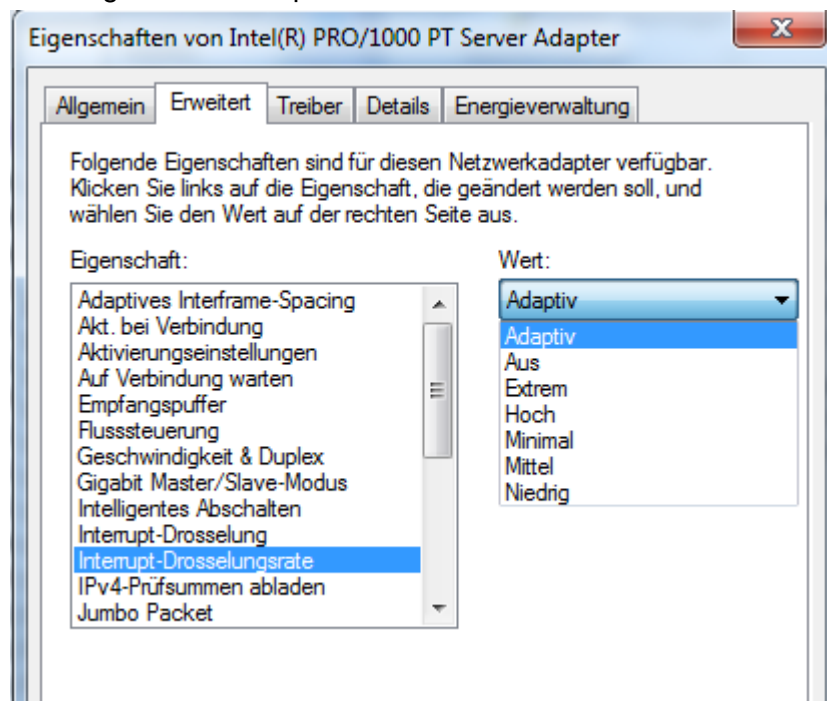 Eigenschaften von Intel(R) PRO/1000 PT Server Adapter
Allgemein Erweitert Treiber Details Energieverwaltung
Folgende Eigenschaften sind für diesen Netzwerkadapter verfügbar.
Klicken Sie links auf die Eigenschaft, die geändert werden soll, und
wählen Sie den Wert auf der rechten Seite aus.
Eigenschaft:
Adaptives Interframe-Spacing
Akt. bei Verbindung
Aktivierungseinstellungen
Auf Verbindung warten
Empfangspuffer
Flusssteuerung
Geschwindigkeit & Duplex
Gigabit Master/Slave-Modus
Intelligentes Abschalten
Interrupt-Drosselung
Interrupt-Drosselungsrate
IPv4-Prüfsummen abladen
Jumbo Packet
Wert:
Adaptiv
Adaptiv
Aus
Extrem
Hoch
Minimal
Mittel
Niedrig